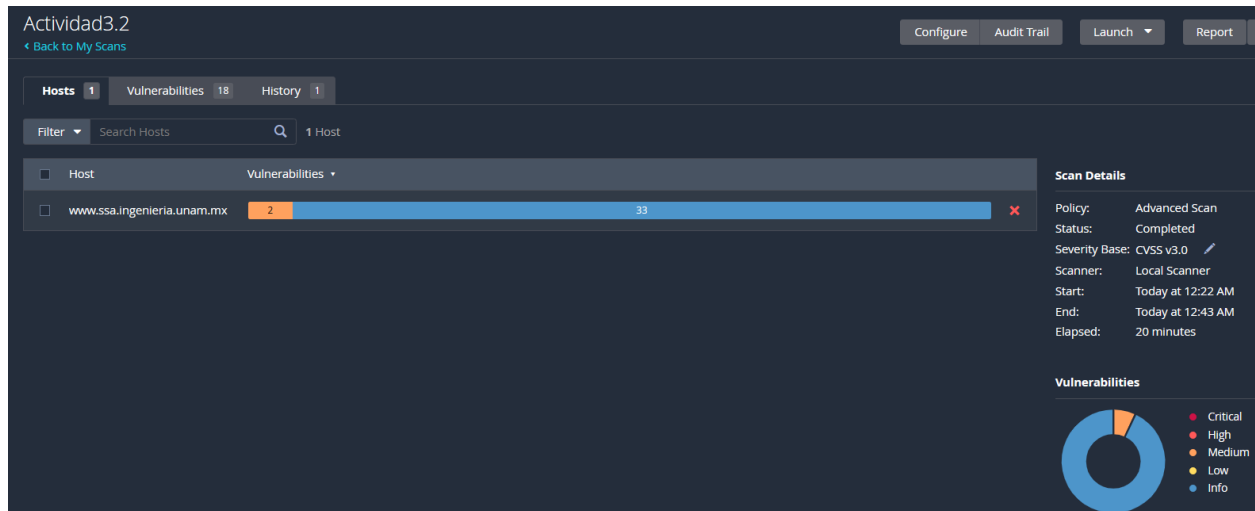 Actividad3.2
Back to My Scans
Configure Audit Trail Launch Report
Hosts 1 Vulnerabilities 18 History 1
Filter Search Hosts 1 Host
Host Vulnerabilities
www.ssa.ingenieria.unam.mx 2 33
Scan Details
Policy: Advanced Scan
Status: Completed
Severity Base: CVSS v3.0
Scanner: Local Scanner
Start: Today at 12:22 AM
End: Today at 12:43 AM
Elapsed: 20 minutes
Vulnerabilities
Critical
High
Medium
Low
Info